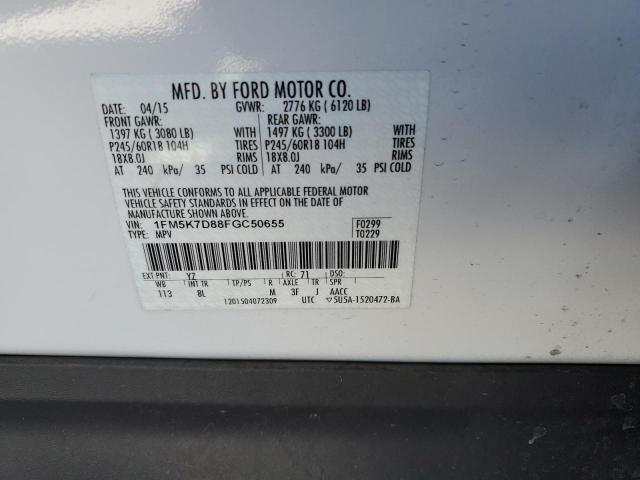 MFD. BY FORD MOTOR CO.
04/15 GVWR: 2776 KG ( 6120 LB)
FRONT GAWR: REAR GAWR:
1397 KG ( 3080 LB) WITH 1497 KG ( 3300 LB) WITH
P245/60R18 104H TIRES P245/60R18 104H TIRES
18X8.0J RIMS 18X8.0J RIMS
AT 240 kPa/ 35 PSI COLD AT 240 kPa/ 35 PSI COLD
THIS VEHICLE CONFORMS TO ALL APPLICABLE FEDERAL MOTOR
VEHICLE SAFETY STANDARDS IN EFFECT ON THE DATE OF
MANUFACTURE SHOWN ABOVE.
VIN: 1FM5K7D88FGC50655 F0299
TYPE: MPV T0229
EXT PNT: YZ RC: 71 DSO:
WB INT TR TP/PS R AXLE TR SPR
113 8L M 3F J AACC
1201504072309 UTC ▽5U5A-1520472-BA